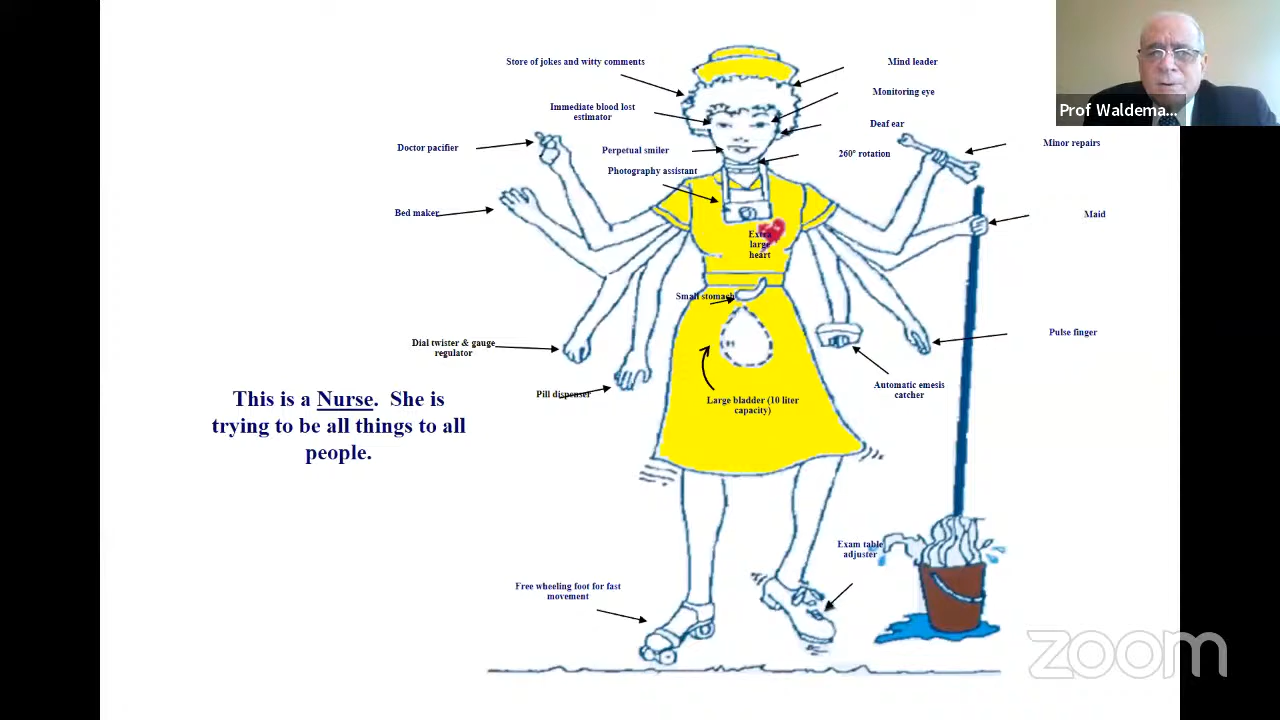 Store of jokes and witty comments
Mind leader
Immediate blood lost
estimator
Monitoring eye
Deaf ear
Doctor pacifier
Perpetual smiler
260° rotation
Minor repairs
Photography assistant
Bed maker
Maid
Extra
large
heart
Small stomach
Dial twister & gauge
regulator
Pulse finger
Pill dispenser
Automatic emesis
catcher
Large bladder (10 liter
capacity)
This is a Nurse. She is
trying to be all things to all
people.
Exam table
adjuster
Free wheeling foot for fast
movement
Prof Waldema...
zoom